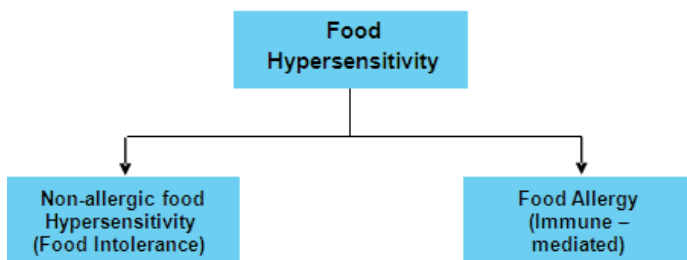 Food
Hypersensitivity
Non-allergic food
Hypersensitivity
(Food Intolerance)
Food Allergy
(Immune –
mediated)